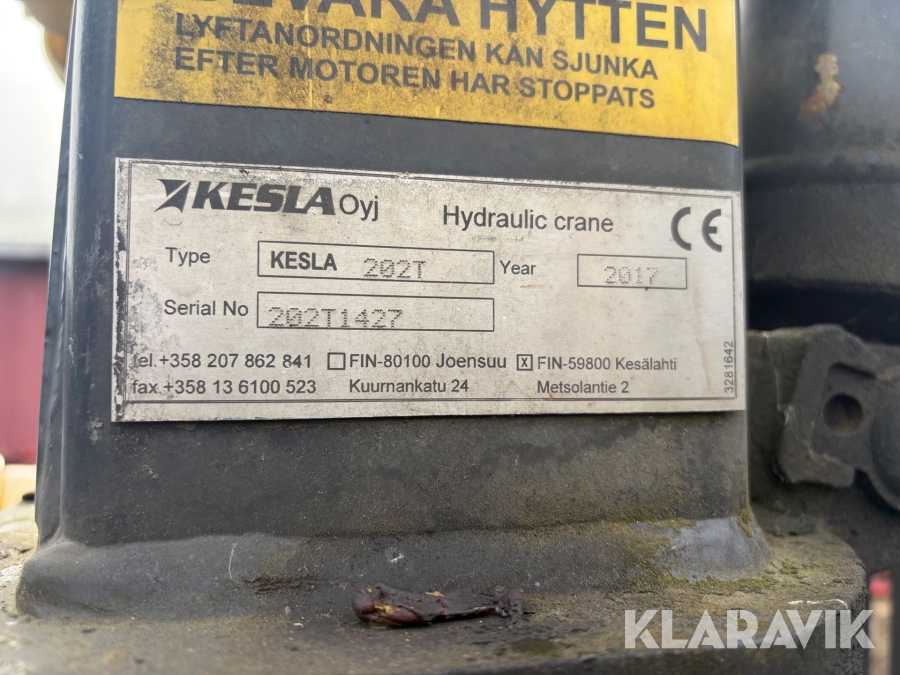 BEVARA HYTTEN
LYFTANORDNINGEN KAN SJUNKA
EFTER MOTOREN HAR STOPPATS
KESLA Oyj Hydraulic crane CE
Type KESLA 202T Year 2017
Serial No 202T1427
tel.+358 207 862 841 FIN-80100 Joensuu x FIN-59800 Kesälahti
fax.+358 13 6100 523 Kuurnankatu 24 Metsolantie 2
3281642
KLARAVIK